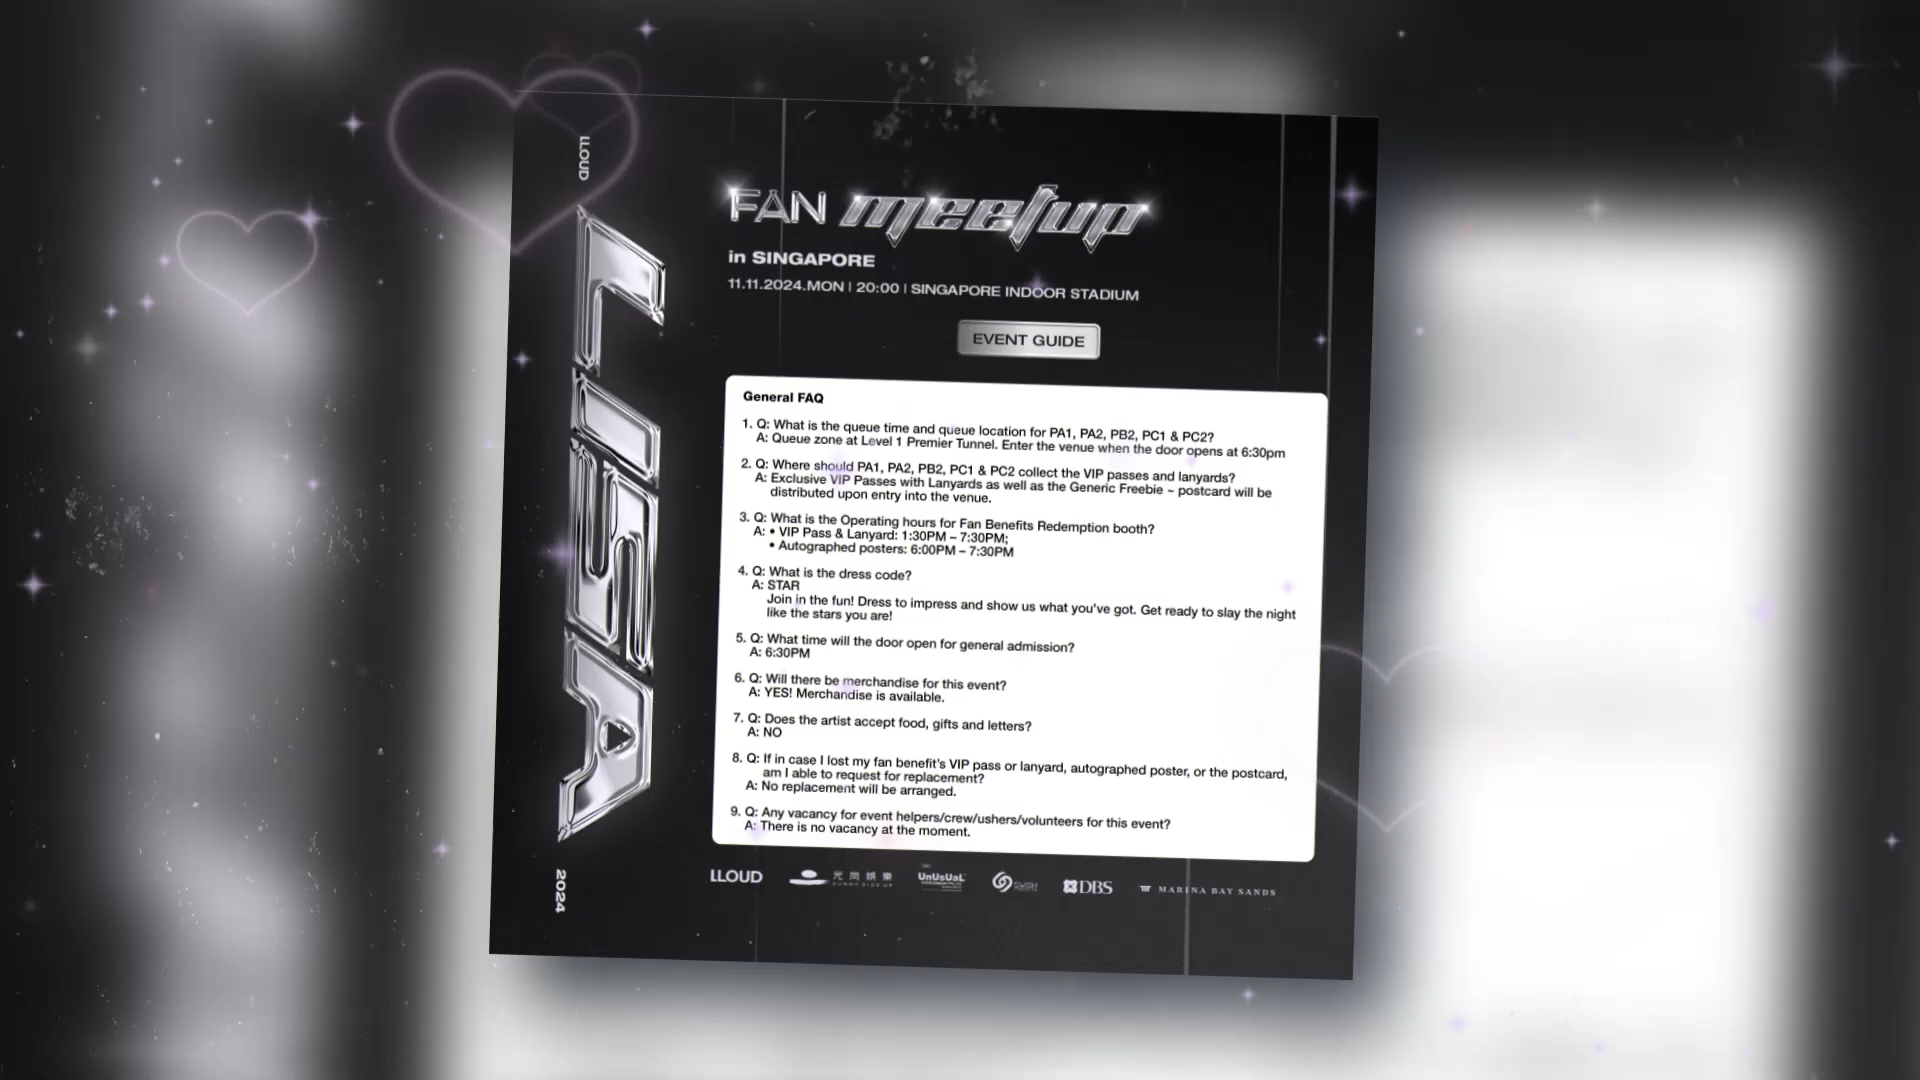 LLOUD
LISA
2024
FAN meetup
in SINGAPORE
11.11.2024.MON | 20:00 | SINGAPORE INDOOR STADIUM
EVENT GUIDE
General FAQ
1. Q: What is the queue time and queue location for PA1, PA2, PB2, PC1 & PC2?
A: Queue zone at Level 1 Premier Tunnel. Enter the venue when the door opens at 6:30pm
2. Q: Where should PA1, PA2, PB2, PC1 & PC2 collect the VIP passes and lanyards?
A: Exclusive VIP Passes with Lanyards as well as the Generic Freebie ~ postcard will be
distributed upon entry into the venue.
3. Q: What is the Operating hours for Fan Benefits Redemption booth?
A: • VIP Pass & Lanyard: 1:30PM – 7:30PM;
• Autographed posters: 6:00PM – 7:30PM
4. Q: What is the dress code?
A: STAR
Join in the fun! Dress to impress and show us what you've got. Get ready to slay the night
like the stars you are!
5. Q: What time will the door open for general admission?
A: 6:30PM
6. Q: Will there be merchandise for this event?
A: YES! Merchandise is available.
7. Q: Does the artist accept food, gifts and letters?
A: NO
8. Q: If in case I lost my fan benefit's VIP pass or lanyard, autographed poster, or the postcard,
am I able to request for replacement?
A: No replacement will be arranged.
9. Q: Any vacancy for event helpers/crew/ushers/volunteers for this event?
A: There is no vacancy at the moment.
LLOUD
光尚娛樂
SUNNY SIDE UP
UnUsUaL
DBS
MARINA BAY SANDS